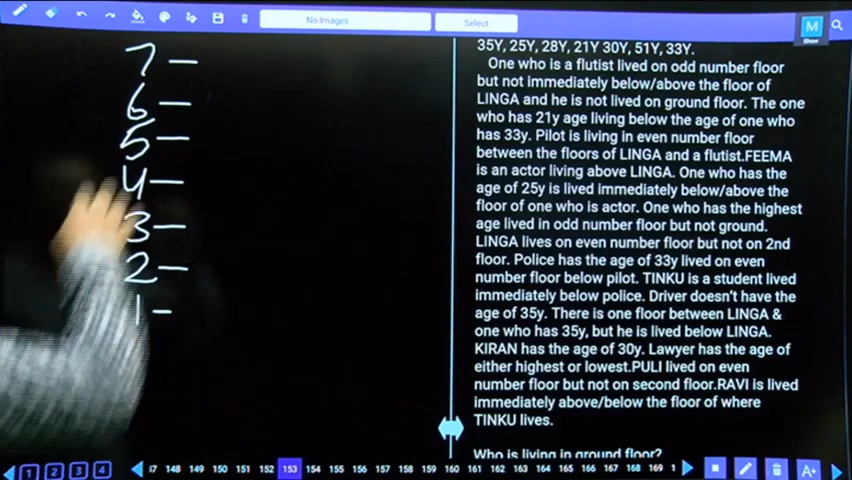 No Images
Select
M
Show
7 —
6 —
5 —
4 —
3 —
2 —
1 —
35Y, 25Y, 28Y, 21Y 30Y, 51Y, 33Y.
One who is a flutist lived on odd number floor
but not immediately below/above the floor of
LINGA and he is not lived on ground floor. The one
who has 21y age living below the age of one who
has 33y. Pilot is living in even number floor
between the floors of LINGA and a flutist.FEEMA
is an actor living above LINGA. One who has the
age of 25y is lived immediately below/above the
floor of one who is actor. One who has the highest
age lived in odd number floor but not ground.
LINGA lives on even number floor but not on 2nd
floor. Police has the age of 33y lived on even
number floor below pilot. TINKU is a student lived
immediately below police. Driver doesn't have the
age of 35y. There is one floor between LINGA &
one who has 35y, but he is lived below LINGA.
KIRAN has the age of 30y. Lawyer has the age of
either highest or lowest.PULI lived on even
number floor but not on second floor.RAVI is lived
immediately above/below the floor of where
TINKU lives.
Who is living in ground floor?
1 2 3 4
i7 148 149 150 151 152 153 154 155 156 157 158 159 160 161 162 163 164 165 166 167 168 169 1
A+